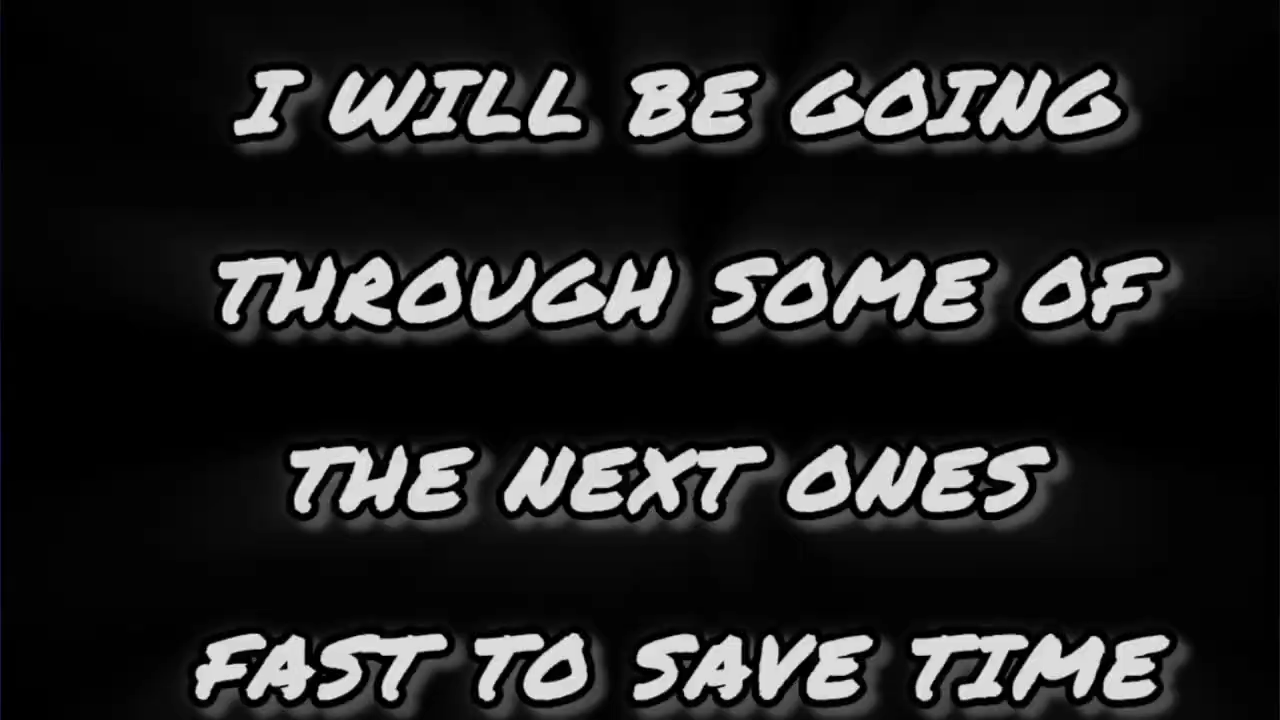 I WILL BE GOING
THROUGH SOME OF
THE NEXT ONES
FAST TO SAVE TIME